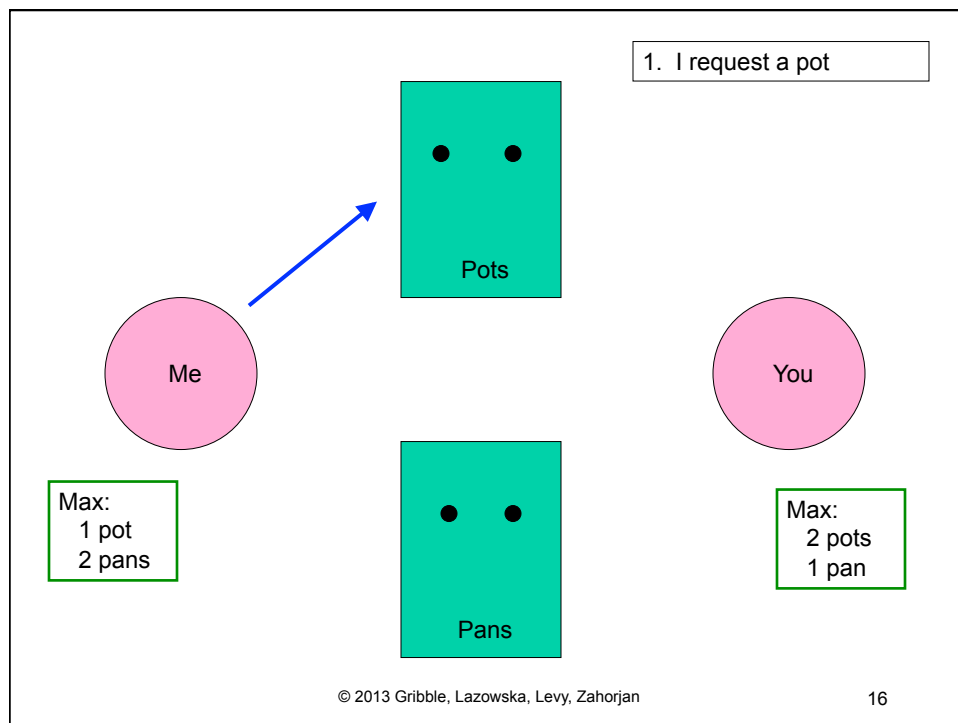 1. I request a pot
Pots
Me
You
Max:
1 pot
2 pans
Max:
2 pots
1 pan
Pans
© 2013 Gribble, Lazowska, Levy, Zahorjan
16